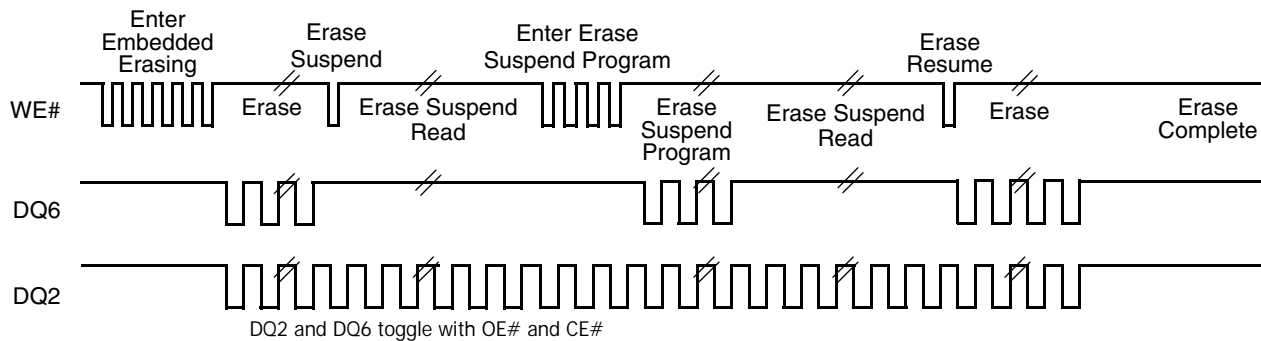 Enter
Embedded
Erasing
Erase
Suspend
Enter Erase
Suspend Program
Erase
Resume
WE#
Erase
Erase Suspend
Read
Erase
Suspend
Program
Erase Suspend
Read
Erase
Erase
Complete
DQ6
DQ2
DQ2 and DQ6 toggle with OE# and CE#